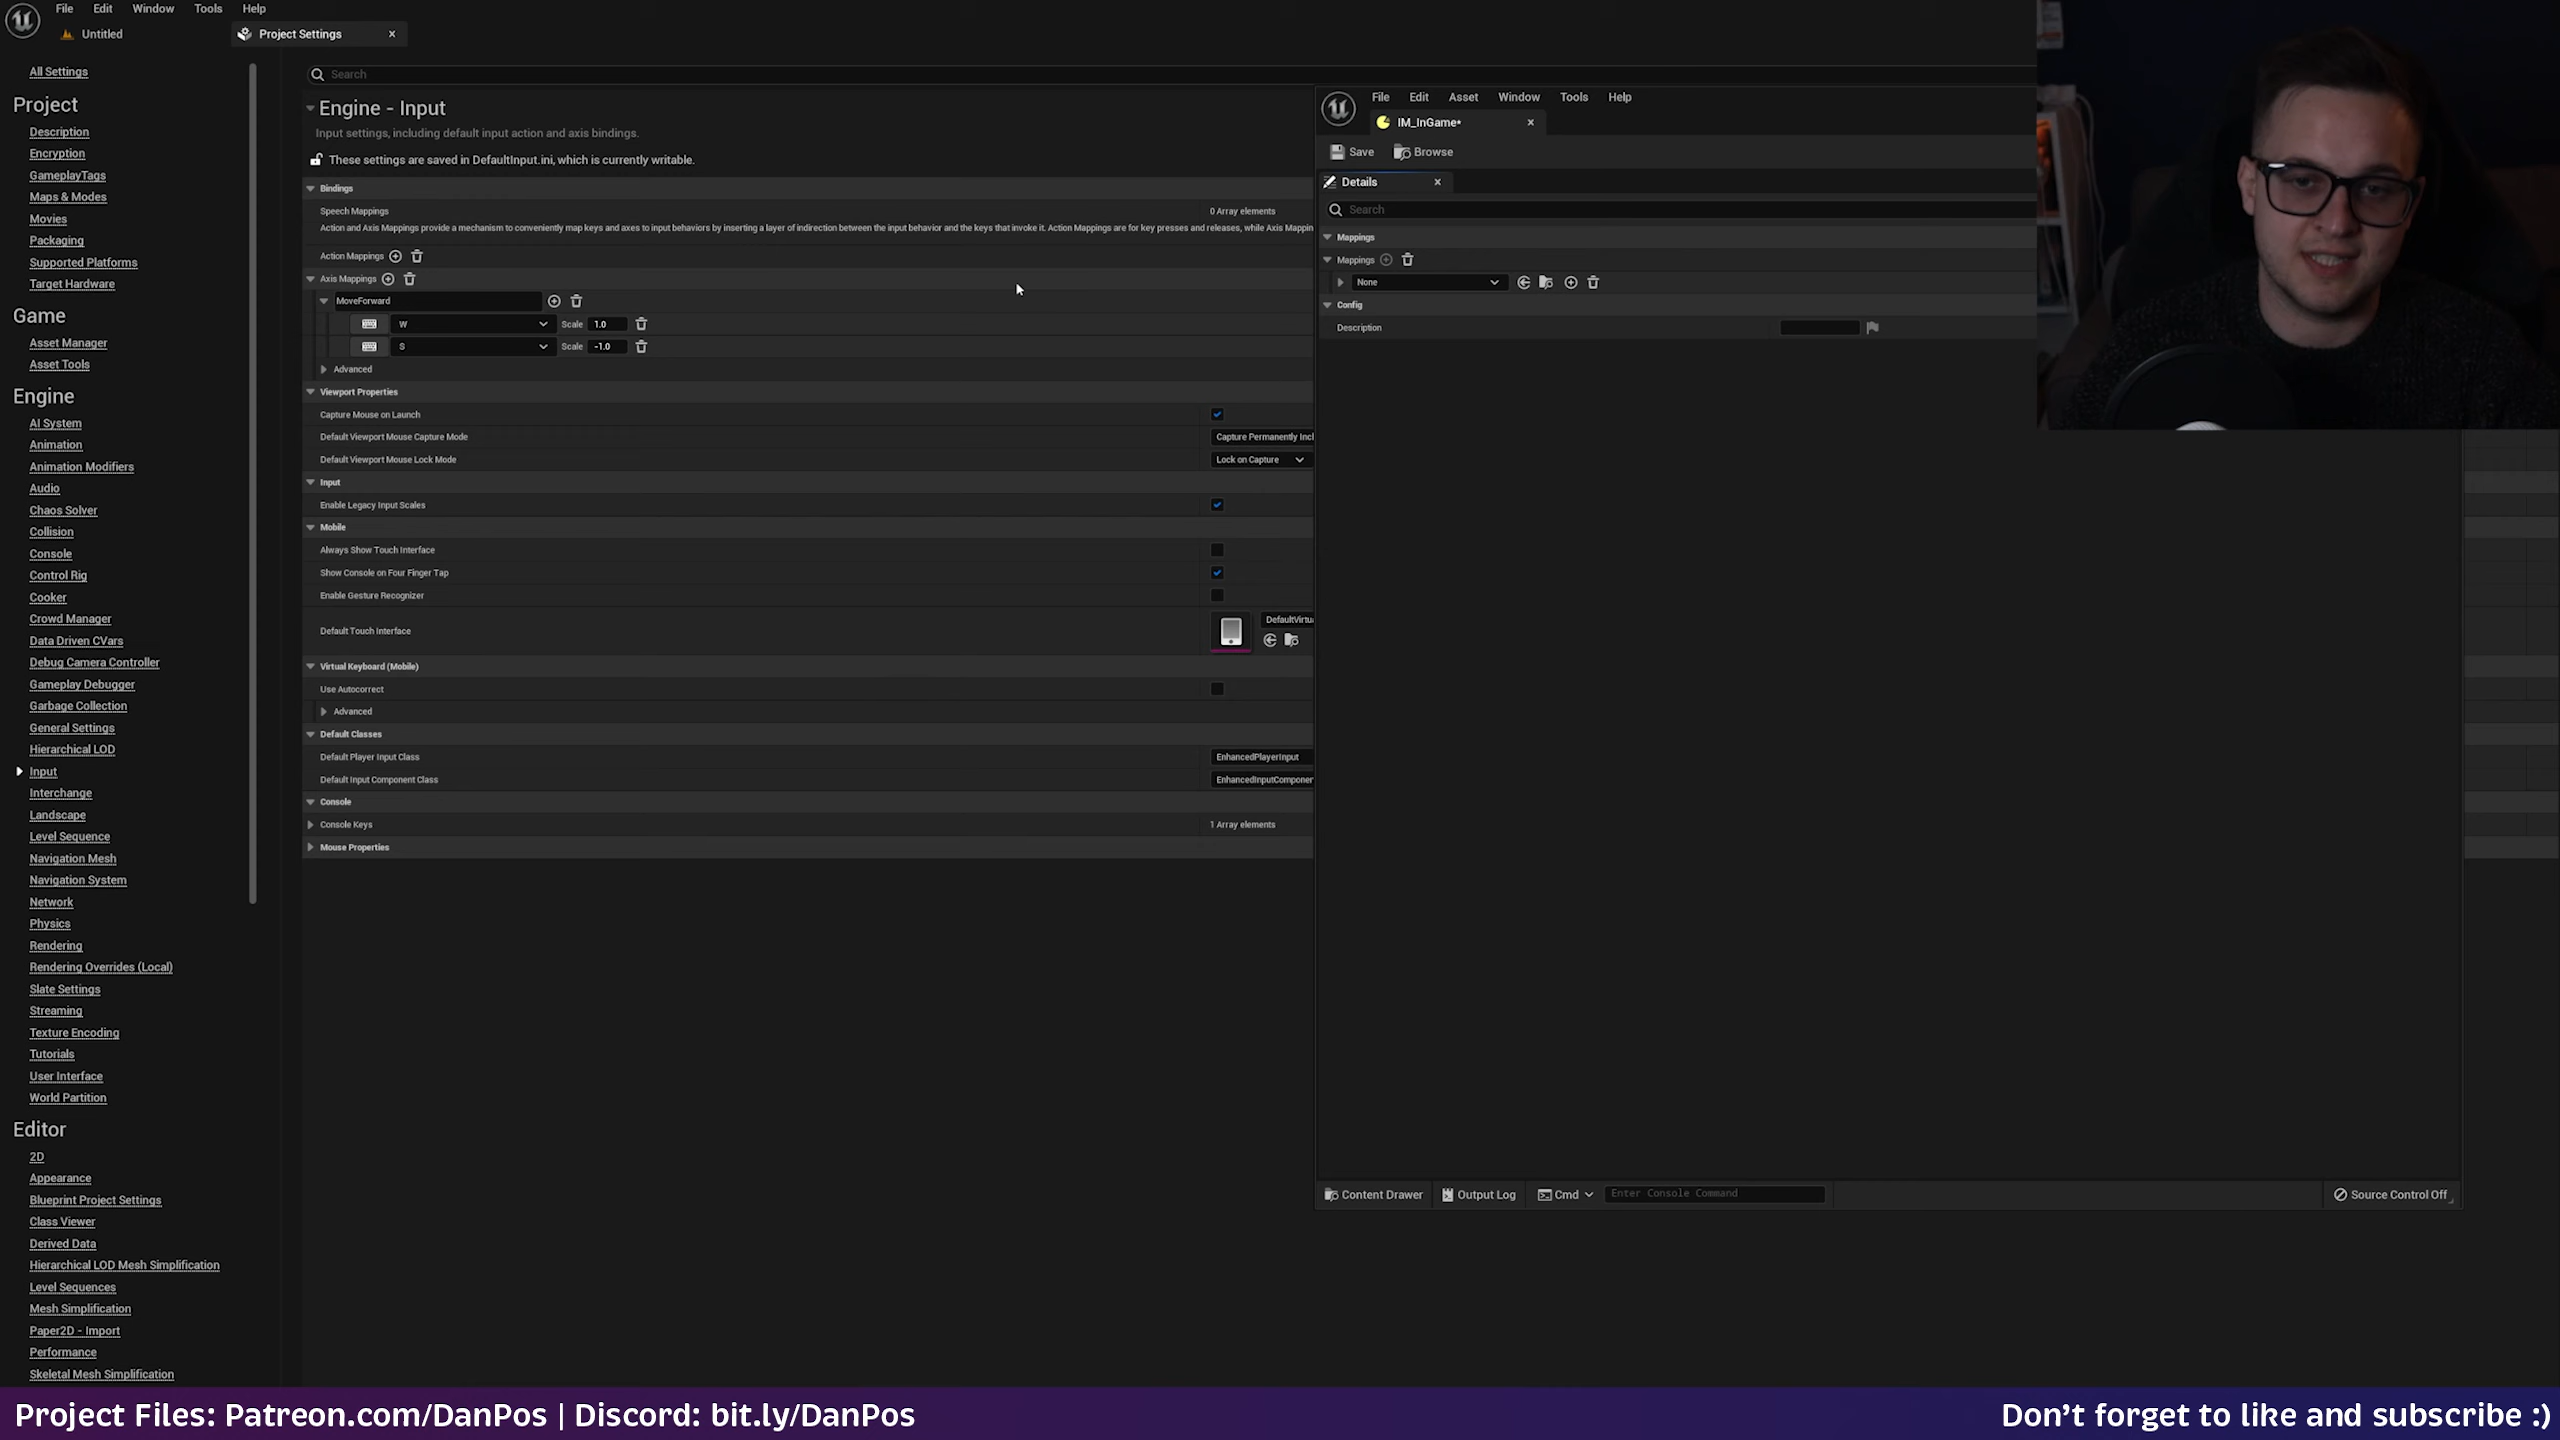 File Edit Window Tools Help
Untitled
Project Settings
All Settings
Project
Description
Encryption
GameplayTags
Maps & Modes
Movies
Packaging
Supported Platforms
Target Hardware
Game
Asset Manager
Asset Tools
Engine
AI System
Animation
Animation Modifiers
Audio
Chaos Solver
Collision
Console
Control Rig
Cooker
Crowd Manager
Data Driven CVars
Debug Camera Controller
Gameplay Debugger
Garbage Collection
General Settings
Hierarchical LOD
Input
Interchange
Landscape
Level Sequence
Navigation Mesh
Navigation System
Network
Physics
Rendering
Rendering Overrides (Local)
Slate Settings
Streaming
Texture Encoding
Tutorials
User Interface
World Partition
Editor
2D
Appearance
Blueprint Project Settings
Class Viewer
Derived Data
Hierarchical LOD Mesh Simplification
Level Sequences
Mesh Simplification
Paper2D - Import
Performance
Skeletal Mesh Simplification
Search
Engine - Input
Input settings, including default input action and axis bindings.
These settings are saved in DefaultInput.ini, which is currently writable.
Bindings
Speech Mappings 0 Array elements
Action and Axis Mappings provide a mechanism to conveniently map keys and axes to input behaviors by inserting a layer of indirection between the input behavior and the keys that invoke it. Action Mappings are for key presses and releases, while Axis Mappin
Action Mappings
Axis Mappings
MoveForward
W Scale 1.0
S Scale -1.0
Advanced
Viewport Properties
Capture Mouse on Launch
Default Viewport Mouse Capture Mode Capture Permanently Incl
Default Viewport Mouse Lock Mode Lock on Capture
Input
Enable Legacy Input Scales
Mobile
Always Show Touch Interface
Show Console on Four Finger Tap
Enable Gesture Recognizer
Default Touch Interface DefaultVirtu
Virtual Keyboard (Mobile)
Use Autocorrect
Advanced
Default Classes
Default Player Input Class EnhancedPlayerInput
Default Input Component Class EnhancedInputComponen
Console
Console Keys 1 Array elements
Mouse Properties
File Edit Asset Window Tools Help
IM_InGame*
Save Browse
Details
Search
Mappings
Mappings
None
Config
Description
Content Drawer Output Log Cmd Enter Console Command Source Control Off
Project Files: Patreon.com/DanPos | Discord: bit.ly/DanPos
Don't forget to like and subscribe :)